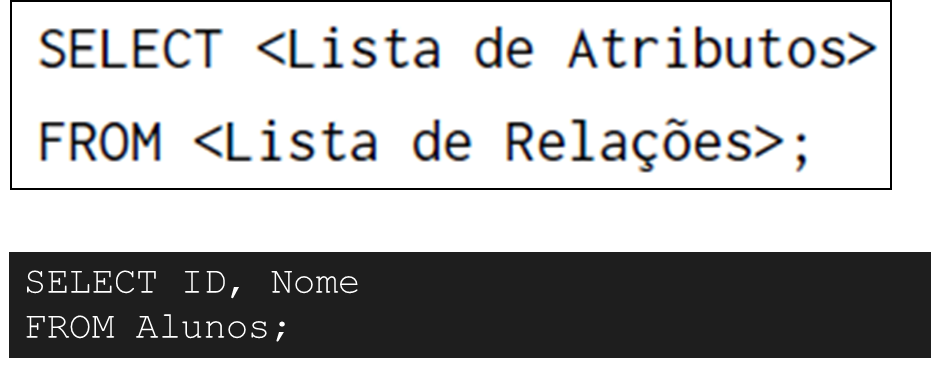 SELECT <Lista de Atributos>
FROM <Lista de Relações>;
SELECT ID, Nome
FROM Alunos;